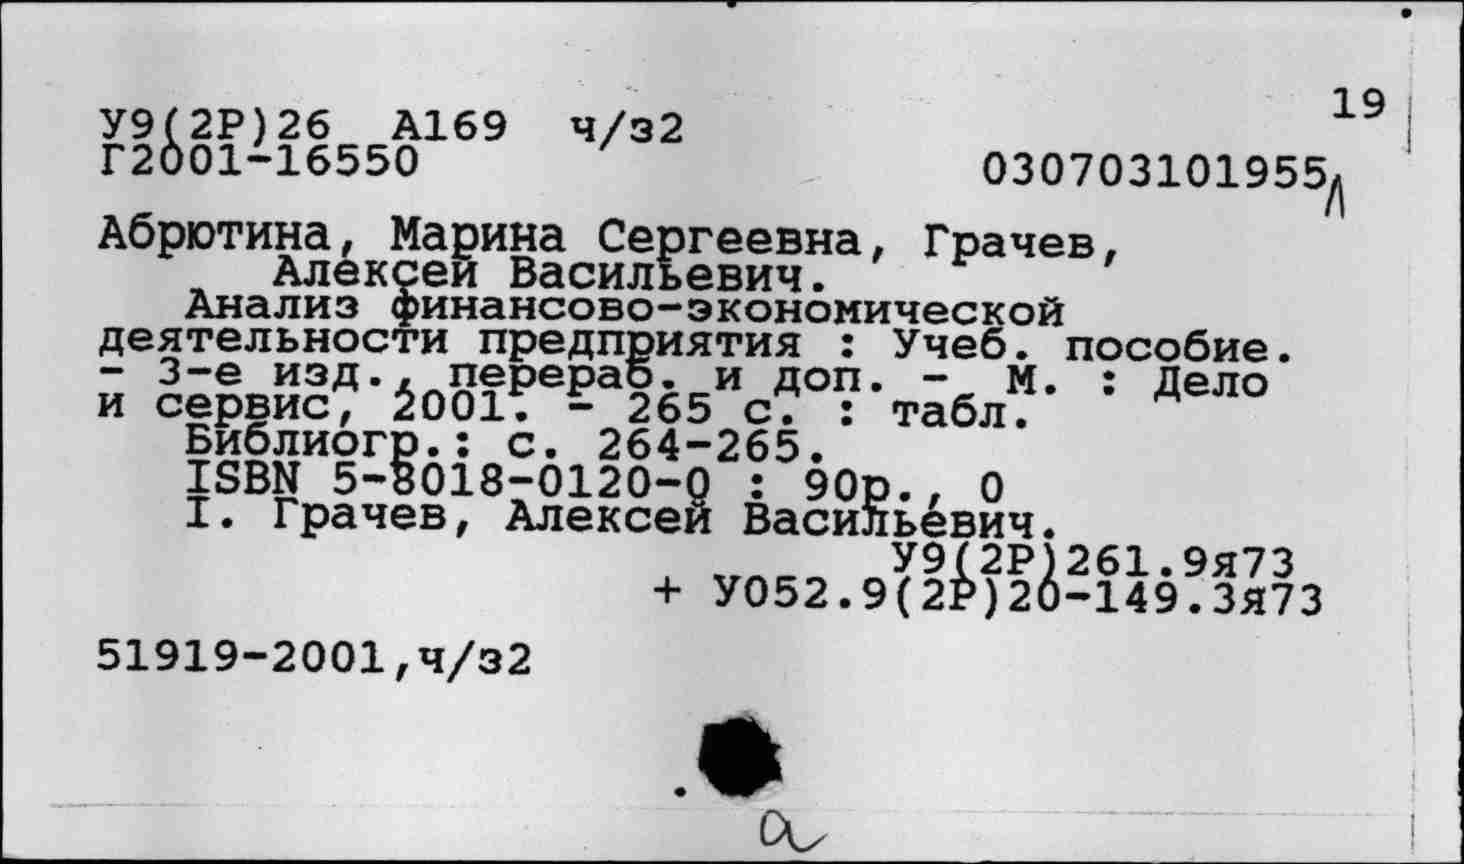 19
У9(2Р)26 А169 ч/з2
Г2001-16550
030703101955л
Абрютина, Марина Сергеевна, Грачев,
Алексей Васильевич.
Анализ финансово-экономической
деятельности предприятия : Учеб. пособие.
- 3-е изд., перераб. и доп. - М. : Дело
и сервис, 2001. - 265 с. : табл.
Библиогр.: с. 264-265.
ISBN 5-8018-0120-0 : 90р., 0
I. Грачев, Алексей Васильевич.
У9(2Р)261.9я73
+ У052.9(2Р)20-149.3я73
51919-2001,ч/з2